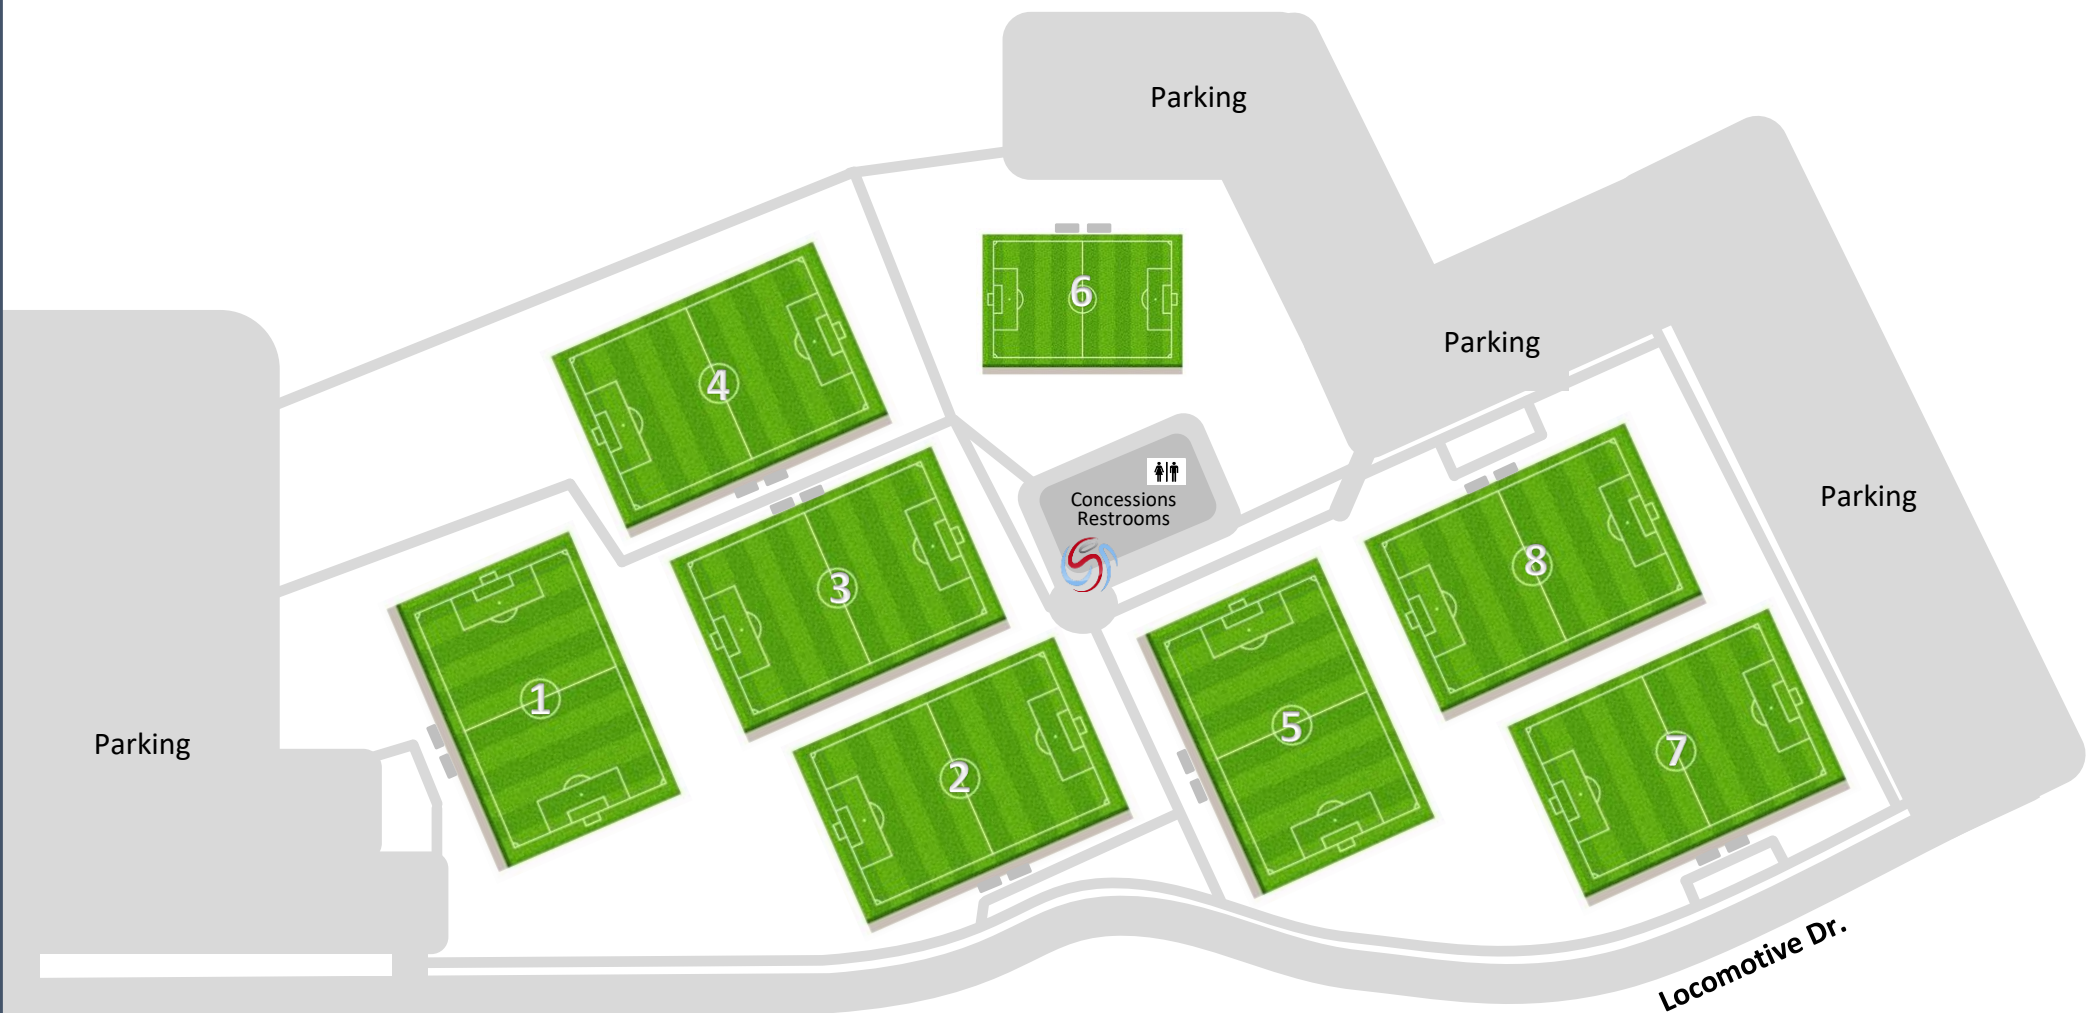 Parking
6
Parking
4
Concessions
Restrooms
Parking
8
3
1
5
7
2
Parking
Locomotive Dr.